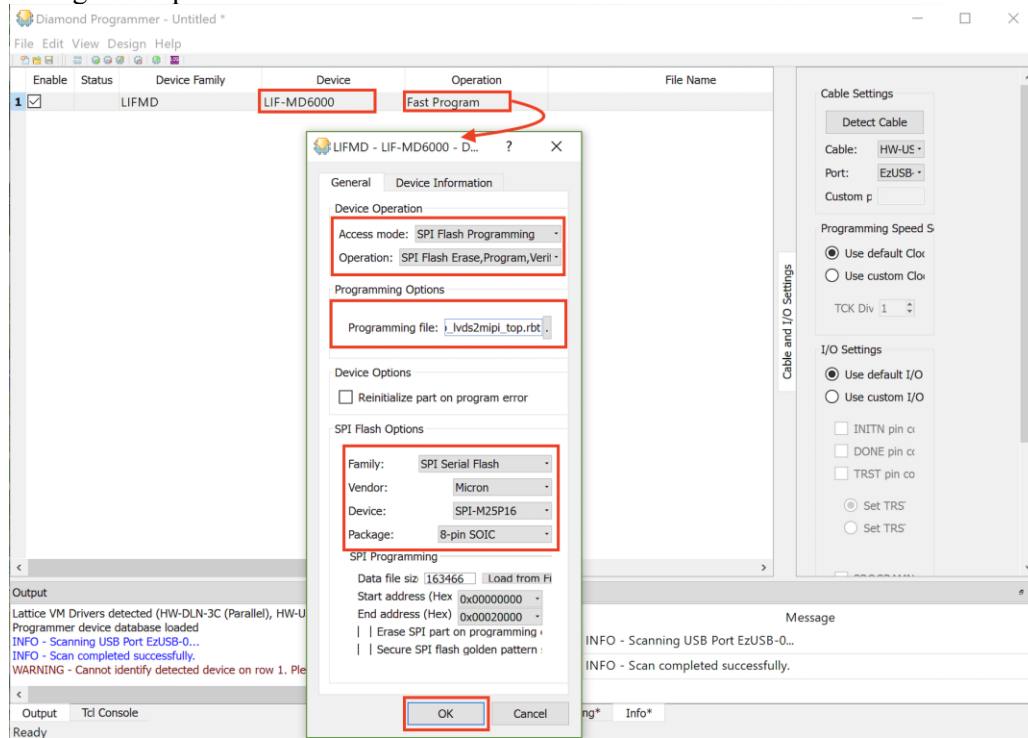 Diamond Programmer - Untitled *
File Edit View Design Help
Enable Status Device Family Device Operation File Name
1 LIFMD LIF-MD6000 Fast Program
Cable Settings
Detect Cable
Cable: HW-US
Port: EzUSB-
Custom p
Programming Speed S
Use default Cloc
Use custom Clo
TCK Div 1
I/O Settings
Use default I/O
Use custom I/O
INITN pin co
DONE pin co
TRST pin co
Set TRS
Set TRS
Cable and I/O Settings
LIFMD - LIF-MD6000 - D... ? ×
General Device Information
Device Operation
Access mode: SPI Flash Programming
Operation: SPI Flash Erase,Program,Veri
Programming Options
Programming file: _lvds2mipi_top.rbt .
Device Options
Reinitialize part on program error
SPI Flash Options
Family: SPI Serial Flash
Vendor: Micron
Device: SPI-M25P16
Package: 8-pin SOIC
SPI Programming
Data file siz 163466 Load from Fi
Start address (Hex 0x00000000
End address (Hex) 0x00020000
Erase SPI part on programming
Secure SPI flash golden pattern
OK Cancel
Output
Lattice VM Drivers detected (HW-DLN-3C (Parallel), HW-U
Programmer device database loaded
INFO - Scanning USB Port EzUSB-0...
INFO - Scan completed successfully.
WARNING - Cannot identify detected device on row 1. Ple
Message
INFO - Scanning USB Port EzUSB-0...
INFO - Scan completed successfully.
Output Tcl Console ng* Info*
Ready